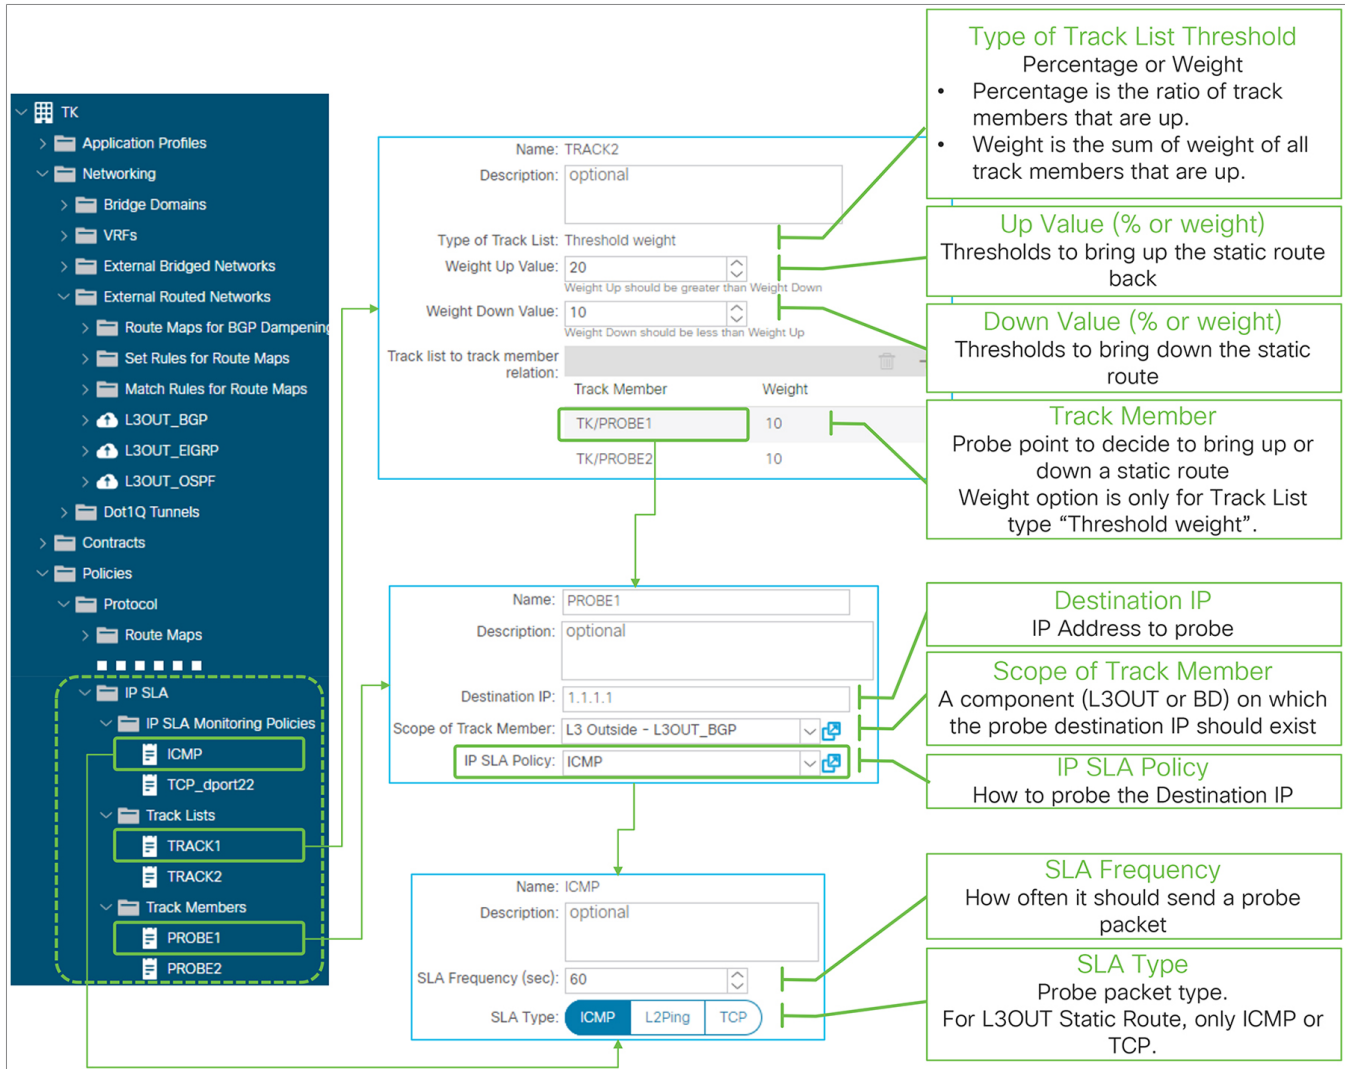 TK
Application Profiles
Networking
Bridge Domains
VRFs
External Bridged Networks
External Routed Networks
Route Maps for BGP Dampening
Set Rules for Route Maps
Match Rules for Route Maps
L3OUT_BGP
L3OUT_EIGRP
L3OUT_OSPF
Dot1Q Tunnels
Contracts
Policies
Protocol
Route Maps
IP SLA
IP SLA Monitoring Policies
ICMP
TCP_dport22
Track Lists
TRACK1
TRACK2
Track Members
PROBE1
PROBE2
Name: TRACK2
Description: optional
Type of Track List: Threshold weight
Weight Up Value: 20
Weight Up should be greater than Weight Down
Weight Down Value: 10
Weight Down should be less than Weight Up
Track list to track member
relation:
Track Member Weight
TK/PROBE1 10
TK/PROBE2 10
Name: PROBE1
Description: optional
Destination IP: 1.1.1.1
Scope of Track Member: L3 Outside - L3OUT_BGP
IP SLA Policy: ICMP
Name: ICMP
Description: optional
SLA Frequency (sec): 60
SLA Type: ICMP L2Ping TCP
Type of Track List Threshold
Percentage or Weight
• Percentage is the ratio of track
members that are up.
• Weight is the sum of weight of all
track members that are up.
Up Value (% or weight)
Thresholds to bring up the static route
back
Down Value (% or weight)
Thresholds to bring down the static
route
Track Member
Probe point to decide to bring up or
down a static route
Weight option is only for Track List
type “Threshold weight”.
Destination IP
IP Address to probe
Scope of Track Member
A component (L3OUT or BD) on which
the probe destination IP should exist
IP SLA Policy
How to probe the Destination IP
SLA Frequency
How often it should send a probe
packet
SLA Type
Probe packet type.
For L3OUT Static Route, only ICMP or
TCP.